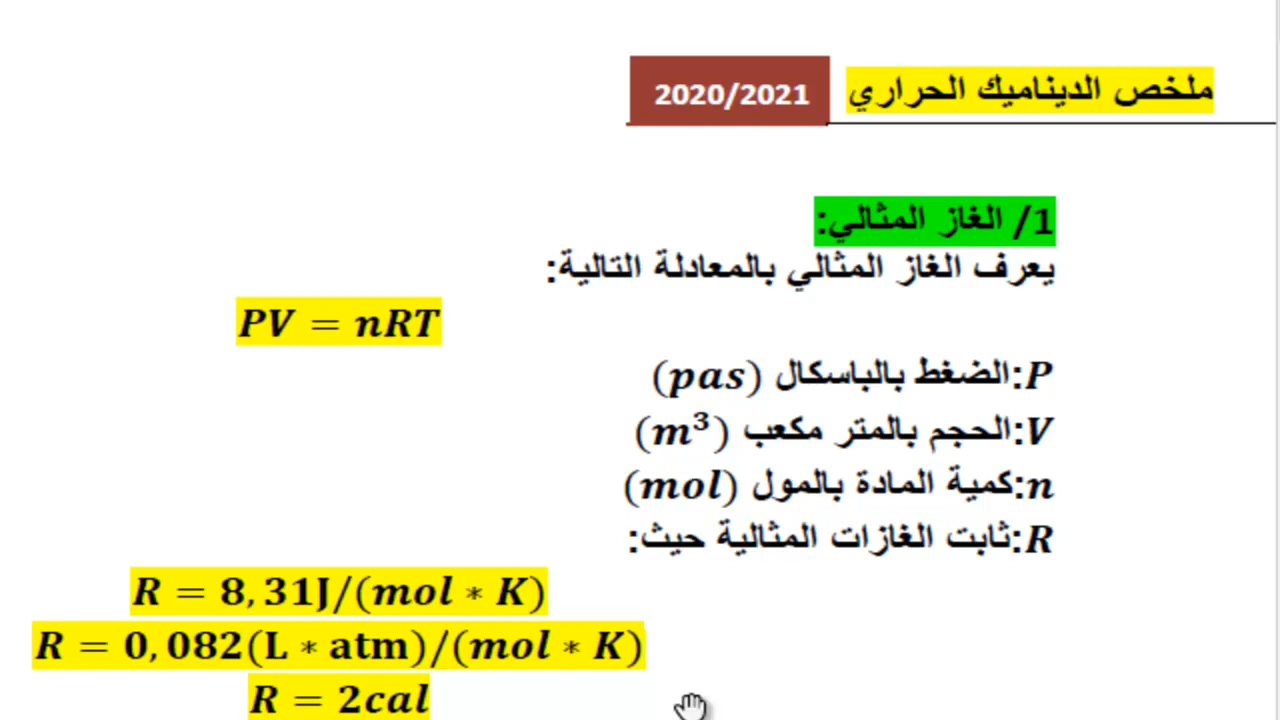 ملخص الديناميك الحراري 2020/2021
1/ الغاز المثالي:
يعرف الغاز المثالي بالمعادلة التالية:
PV = nRT
P:الضغط بالباسكال (pas)
V:الحجم بالمتر مكعب (m³)
n:كمية المادة بالمول (mol)
R:ثابت الغازات المثالية حيث:
R = 8,31J/(mol * K)
R = 0,082(L * atm)/(mol * K)
R = 2cal